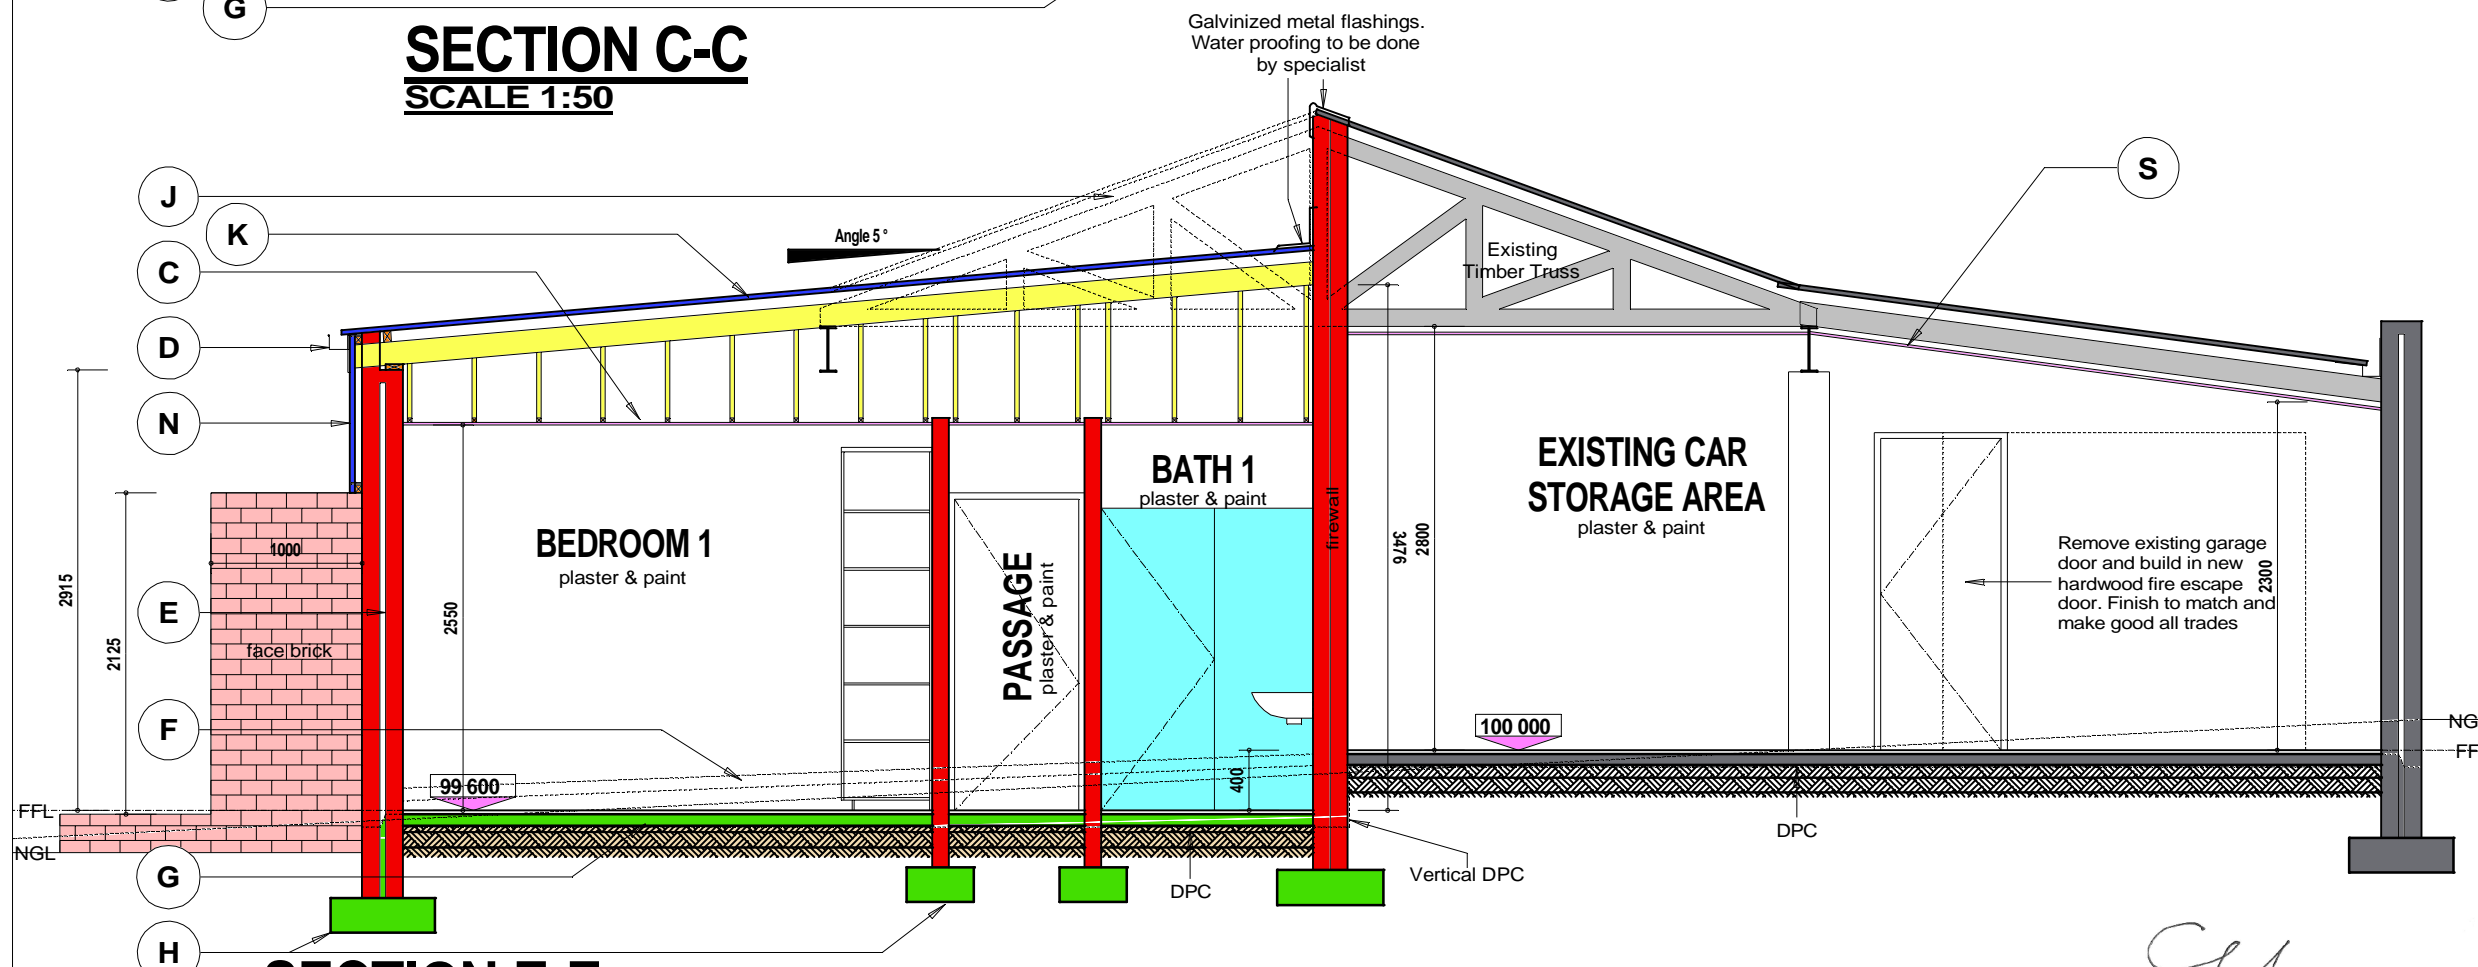 G
SECTION C-C
SCALE 1:50
Galvinized metal flashings.
Water proofing to be done
by specialist
J
K
C
D
N
E
F
G
H
S
Angle 5°
Existing
Timber Truss
2915
2125
1000
face brick
2550
BEDROOM 1
plaster & paint
PASSAGE
plaster & paint
BATH 1
plaster & paint
firewall
3476
2080
EXISTING CAR
STORAGE AREA
plaster & paint
Remove existing garage
door and build in new
hardwood fire escape
door. Finish to match and
make good all trades
2300
99 600
400
100 000
FFL
NGL
NG
FF
DPC
Vertical DPC
DPC